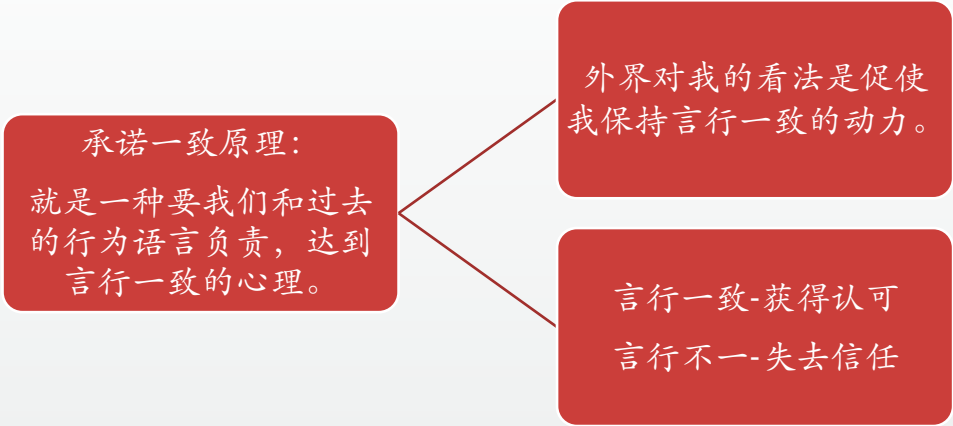 承诺一致原理：
就是一种要我们和过去
的行为语言负责，达到
言行一致的心理。
外界对我的看法是促使
我保持言行一致的动力。
言行一致-获得认可
言行不一-失去信任